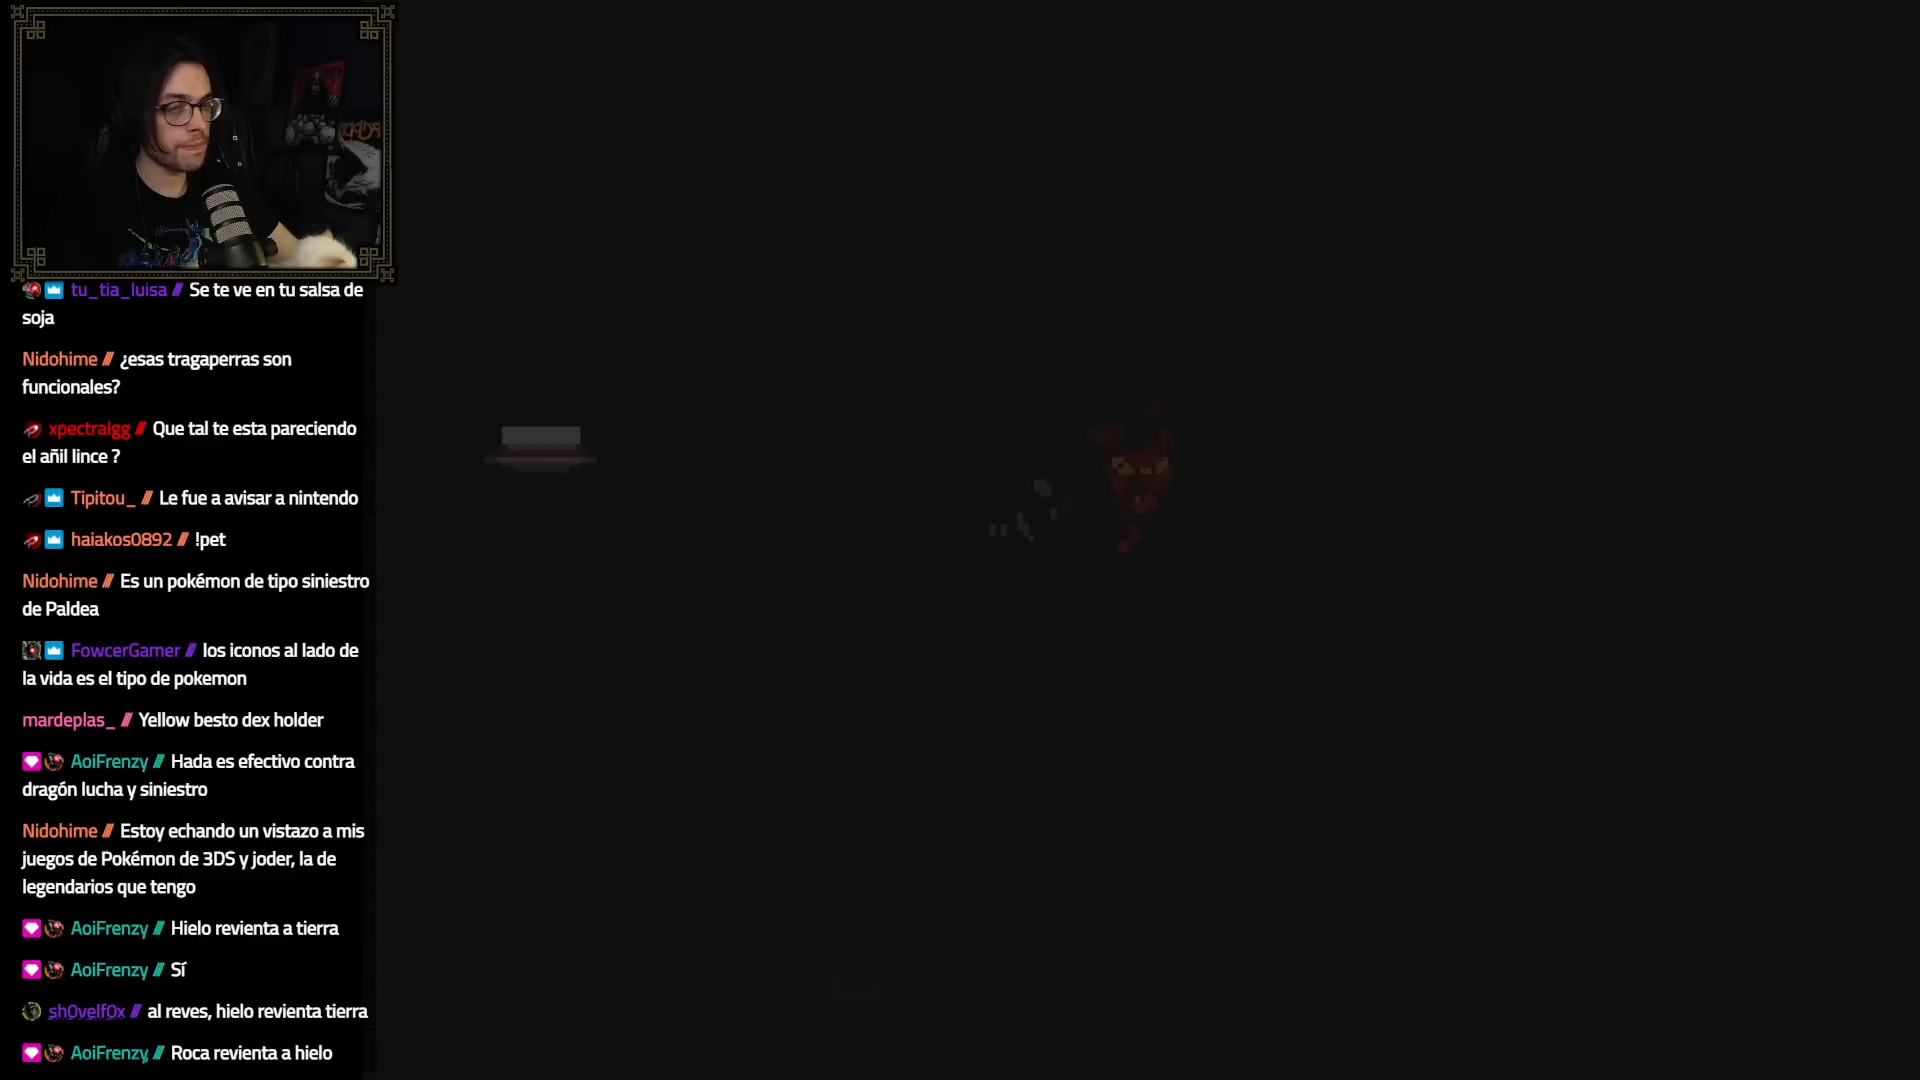 tu_tia_luisa // Se te ve en tu salsa de
soja
Nidohime // ¿esas tragaperras son
funcionales?
xpectralgg // Que tal te esta pareciendo
el añil lince ?
Tipitou_ // Le fue a avisar a nintendo
haiakos0892 // !pet
Nidohime // Es un pokémon de tipo siniestro
de Paldea
FowcerGamer // los iconos al lado de
la vida es el tipo de pokemon
mardeplas_ // Yellow besto dex holder
AoiFrenzy // Hada es efectivo contra
dragón lucha y siniestro
Nidohime // Estoy echando un vistazo a mis
juegos de Pokémon de 3DS y joder, la de
legendarios que tengo
AoiFrenzy // Hielo revienta a tierra
AoiFrenzy // Sí
sh0velf0x // al reves, hielo revienta tierra
AoiFrenzy // Roca revienta a hielo